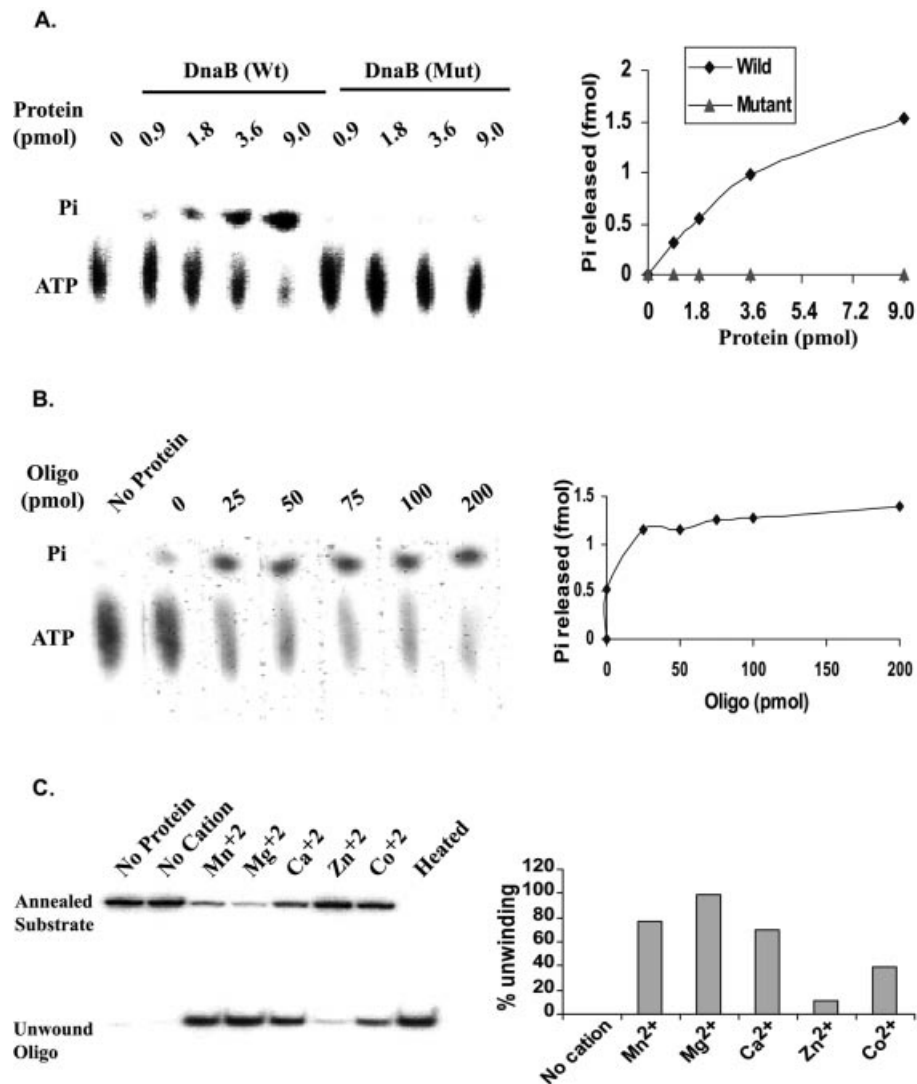 A.
DnaB (Wt)
DnaB (Mut)
Protein
(pmol)
0 0.9 1.8 3.6 9.0 0.9 1.8 3.6 9.0
Pi
ATP
Wild
Mutant
Pi released (fmol)
2
1.5
1
0.5
0
0 1.8 3.6 5.4 7.2 9.0
Protein (pmol)
B.
No Protein
Oligo
(pmol)
0 25 50 75 100 200
Pi
ATP
Pi released (fmol)
1.5
1
0.5
0
0 50 100 150 200
Oligo (pmol)
C.
No Protein No Cation Mn+2 Mg+2 Ca+2 Zn+2 Co+2 Heated
Annealed
Substrate
Unwound
Oligo
% unwinding
120
100
80
60
40
20
0
No cation Mn2+ Mg2+ Ca2+ Zn2+ Co2+